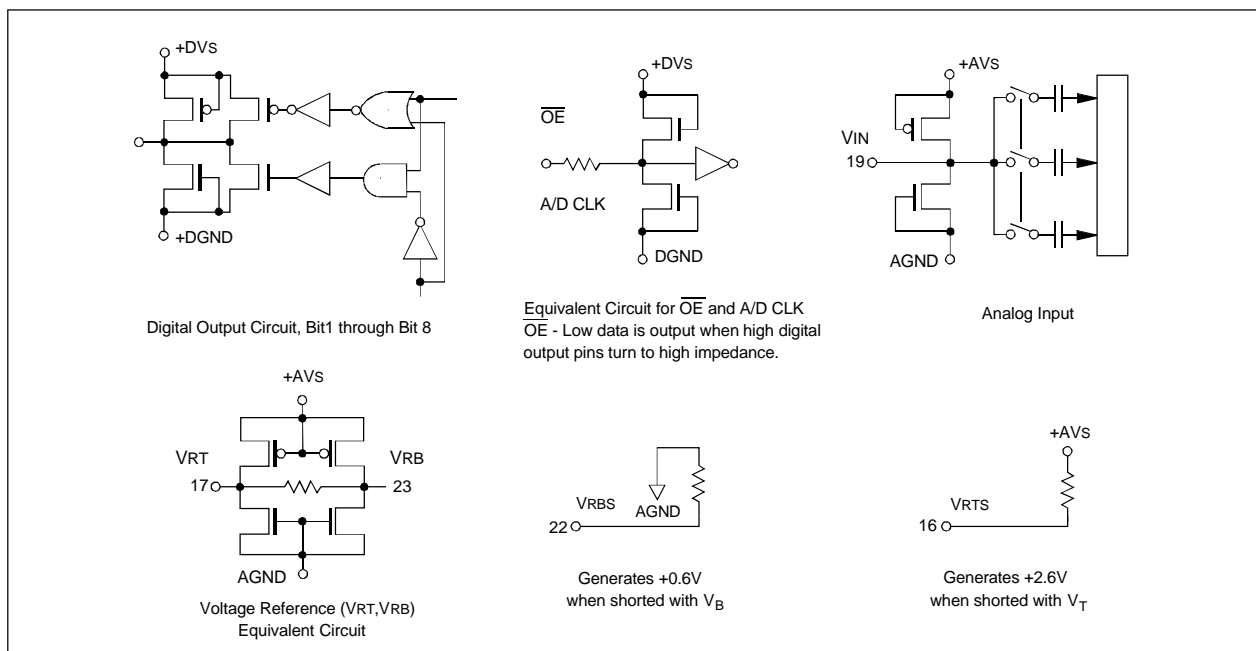 +DVS
+DGND
Digital Output Circuit, Bit1 through Bit 8
+DVS
OE
A/D CLK
DGND
Equivalent Circuit for OE and A/D CLK
OE - Low data is output when high digital
output pins turn to high impedance.
+AVS
VIN
19
AGND
Analog Input
+AVS
VRT
VRB
17
23
AGND
Voltage Reference (VRT,VRB)
Equivalent Circuit
VRBS
AGND
22
Generates +0.6V
when shorted with VB
+AVS
VRTS
16
Generates +2.6V
when shorted with VT